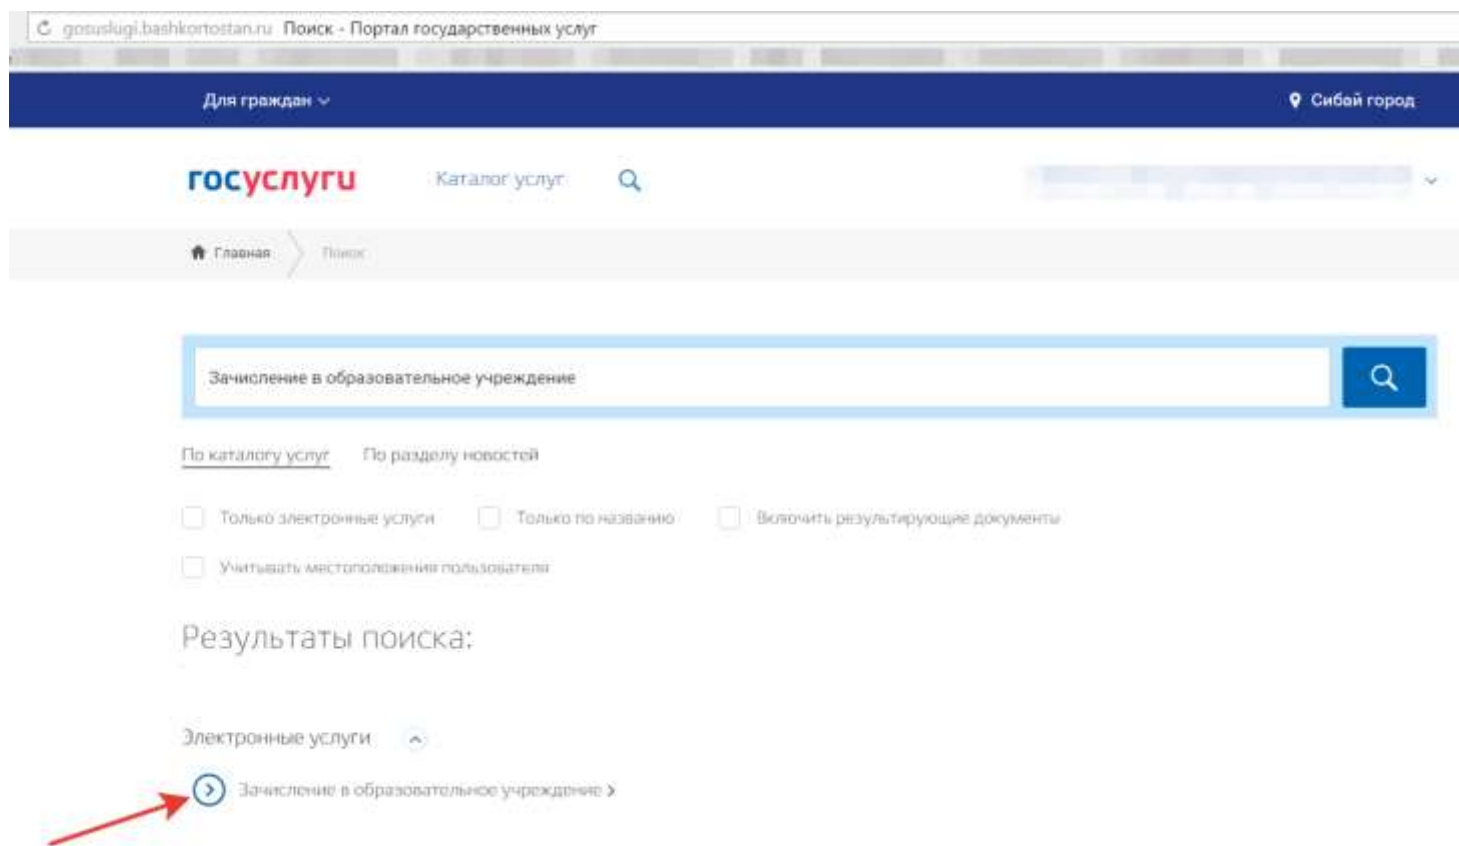 gosuslugi.bashkortostan.ru Поиск - Портал государственных услуг
Для граждан
Сибай город
госуслуги
Каталог услуг
Главная
Поиск
Зачисление в образовательное учреждение
По каталогу услуг
По разделу новостей
Только электронные услуги
Только по названию
Включить результирующие документы
Учитывать местоположения пользователя
Результаты поиска:
Электронные услуги
Зачисление в образовательное учреждение >